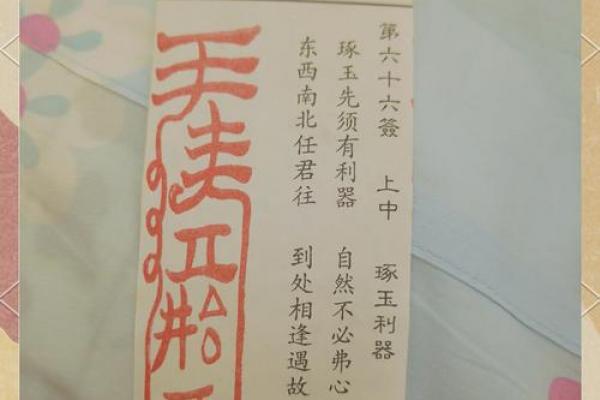 第六十六簽 上中 琢玉利器
琢玉先须有利器 自然不必弗心
东西南北任君往 到处相逢遇故